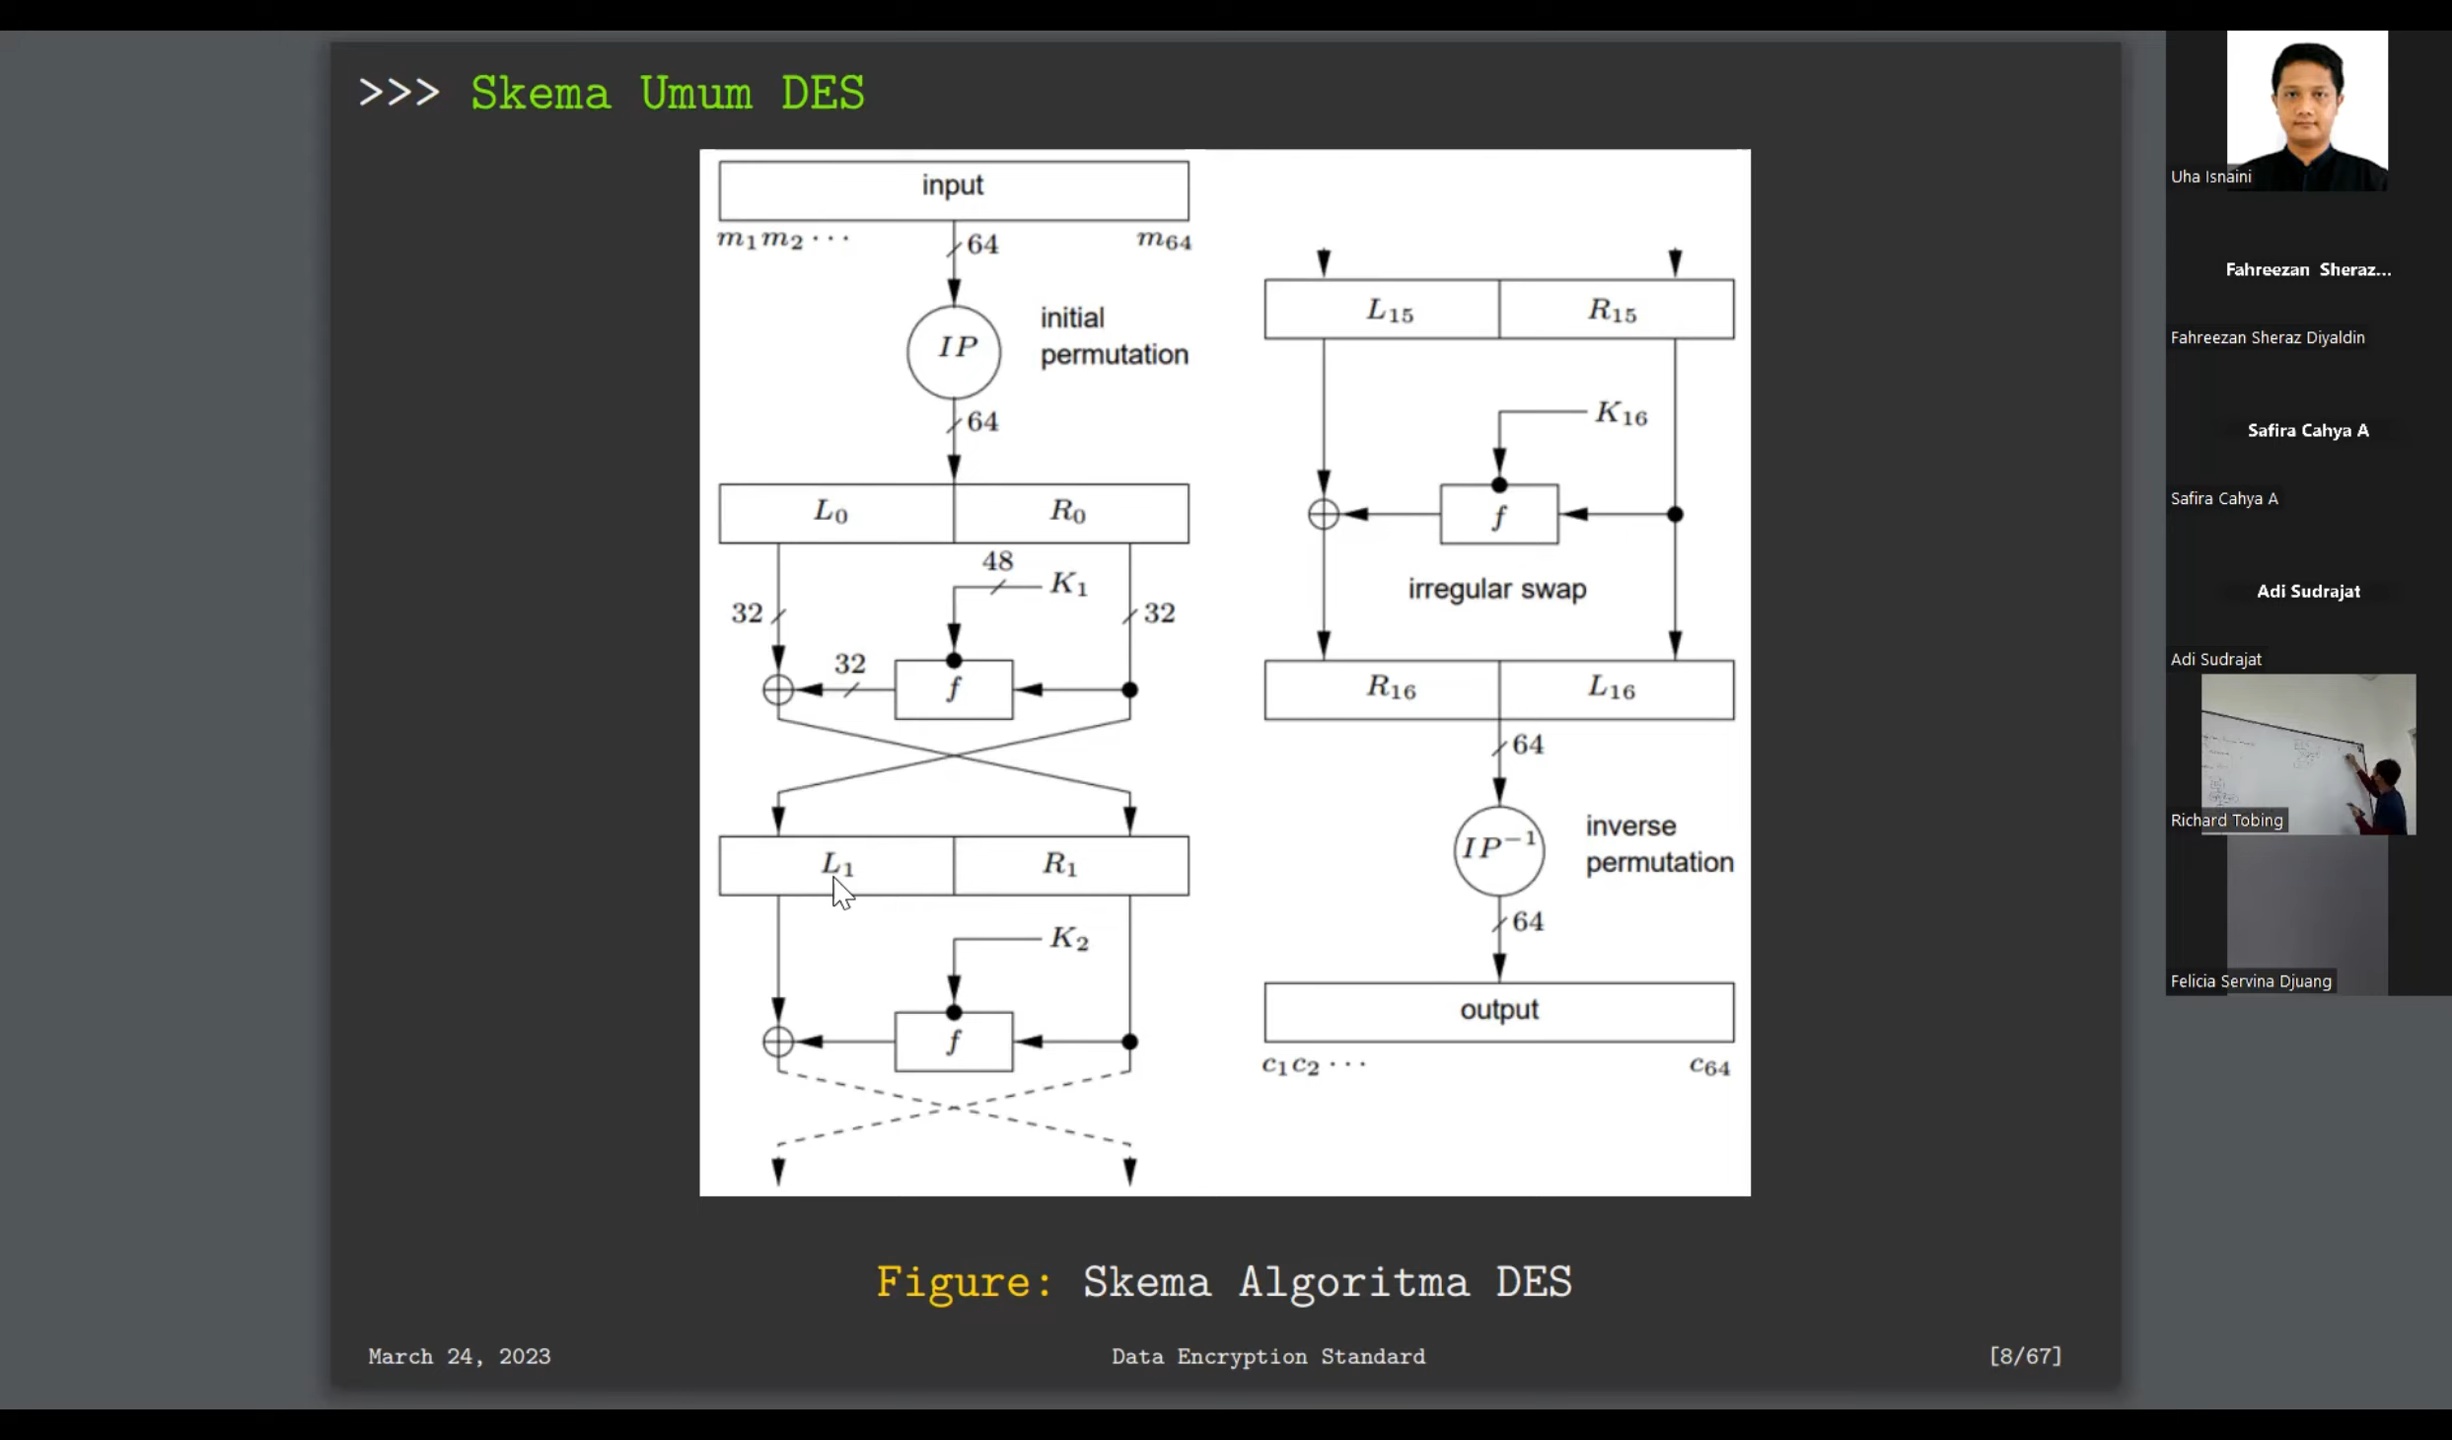 >>> Skema Umum DES
input
m₁m₂ ··· m₆₄
64
IP
initial
permutation
64
L₀ R₀
48
K₁
32
32
32
f
L₁ R₁
K₂
f
L₁₅ R₁₅
K₁₆
f
irregular swap
R₁₆ L₁₆
64
IP⁻¹
inverse
permutation
64
output
c₁c₂ ··· c₆₄
Figure: Skema Algoritma DES
March 24, 2023 Data Encryption Standard [8/67]
Uha Isnaini
Fahreezan Sheraz...
Fahreezan Sheraz Diyaldin
Safira Cahya A
Safira Cahya A
Adi Sudrajat
Adi Sudrajat
Richard Tobing
Felicia Servina Djuang